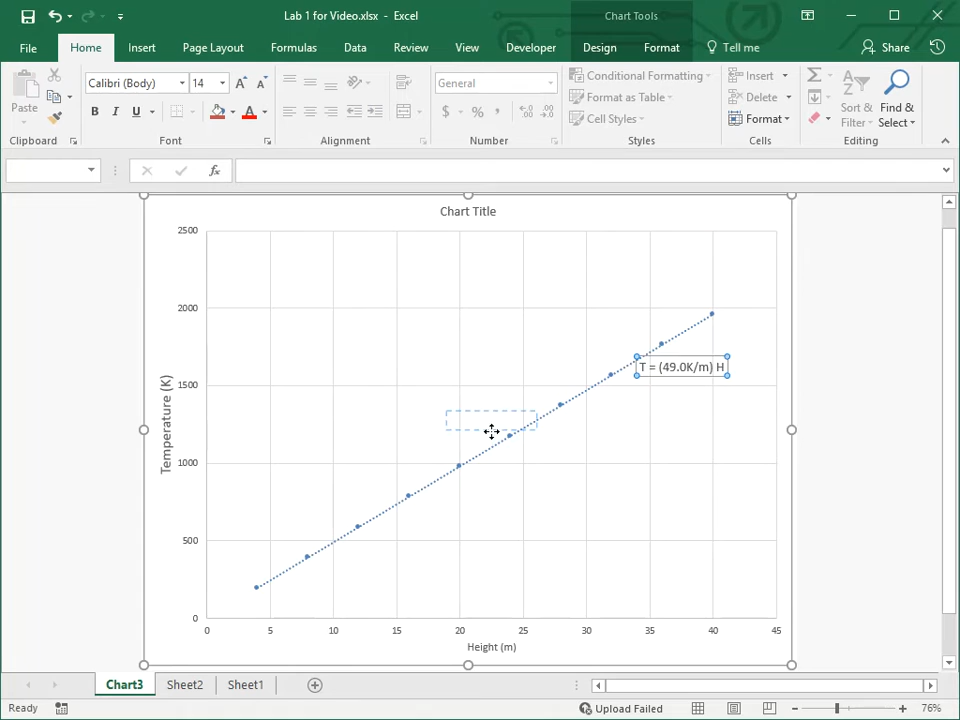 Lab 1 for Video.xlsx - Excel
Chart Tools
File
Home
Insert
Page Layout
Formulas
Data
Review
View
Developer
Design
Format
Tell me
Share
Paste
Calibri (Body)
14
A A
B I U
A
General
$ % ,
.00
.00
Conditional Formatting
Format as Table
Cell Styles
Insert
Delete
Format
Sort &
Filter
Find &
Select
Clipboard
Font
Alignment
Number
Styles
Cells
Editing
fx
Chart Title
2500
2000
1500
1000
500
0
Temperature (K)
T = (49.0K/m) H
0 5 10 15 20 25 30 35 40 45
Height (m)
Chart3
Sheet2
Sheet1
Ready
Upload Failed
76%